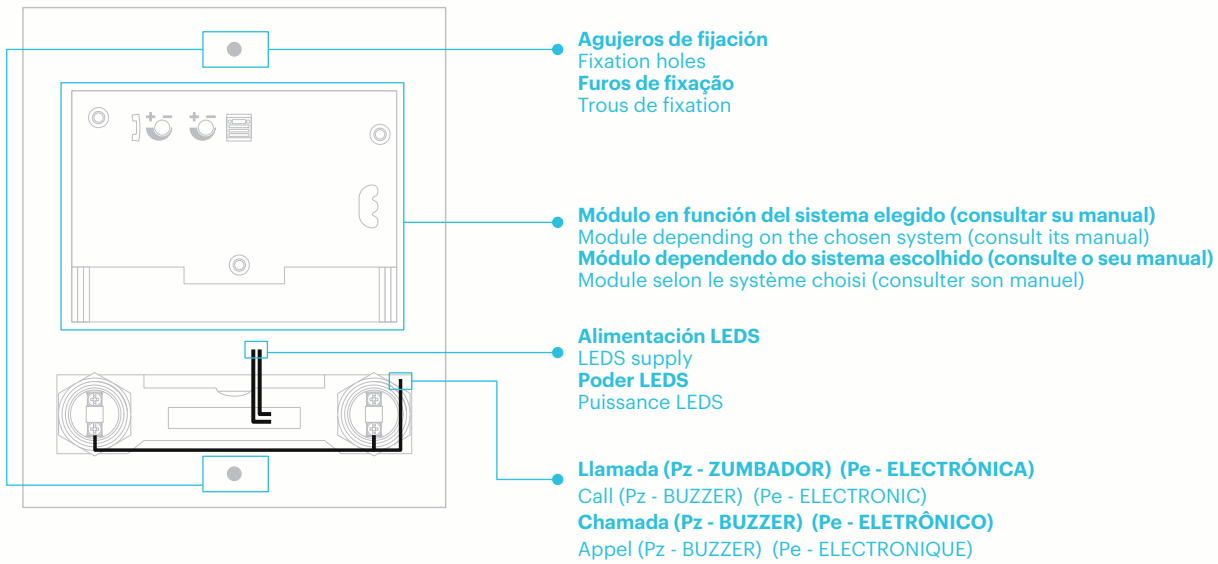 Agujeros de fijación
Fixation holes
Furos de fixação
Trous de fixation
Módulo en función del sistema elegido (consultar su manual)
Module depending on the chosen system (consult its manual)
Módulo dependendo do sistema escolhido (consulte o seu manual)
Module selon le système choisi (consulter son manuel)
Alimentación LEDS
LEDS supply
Poder LEDS
Puissance LEDS
Llamada (Pz - ZUMBADOR) (Pe - ELECTRÓNICA)
Call (Pz - BUZZER) (Pe - ELECTRONIC)
Chamada (Pz - BUZZER) (Pe - ELETRÔNICO)
Appel (Pz - BUZZER) (Pe - ELECTRONIQUE)